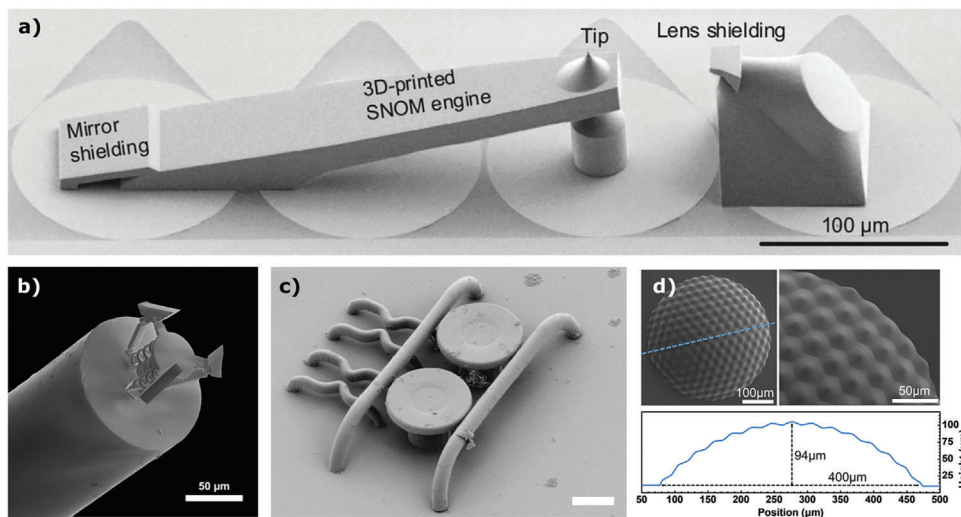 a)
Mirror
shielding
3D-printed
SNOM engine
Tip
Lens shielding
100 µm
b)
50 µm
c)
d)
100µm
50µm
94µm
400µm
100
75
50
25
50 100 150 200 250 300 350 400 450 500
Position (µm)